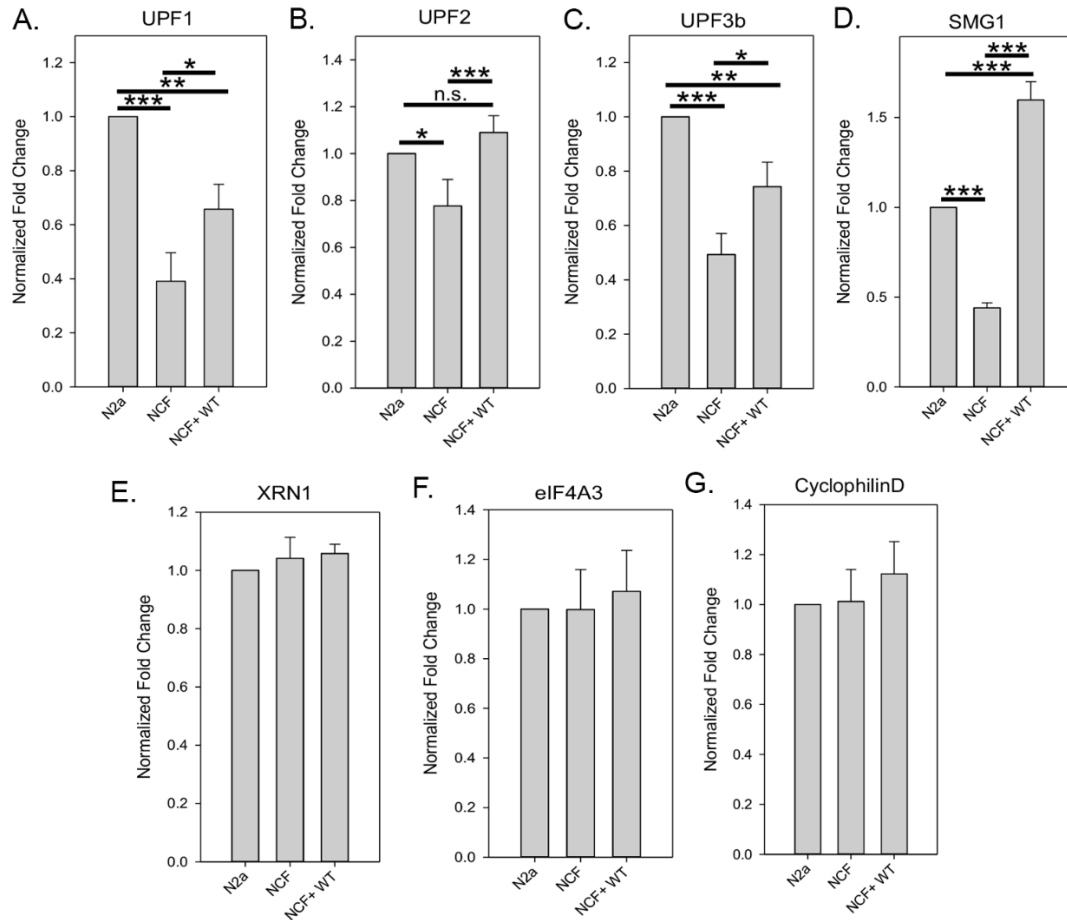 A.
UPF1
Normalized Fold Change
1.2
1.0
0.8
0.6
0.4
0.2
0.0
*
**
***
N2a
NCF
NCF+ WT
B.
UPF2
Normalized Fold Change
1.4
1.2
1.0
0.8
0.6
0.4
0.2
0.0
***
n.s.
*
N2a
NCF
NCF+ WT
C.
UPF3b
Normalized Fold Change
1.2
1.0
0.8
0.6
0.4
0.2
0.0
*
**
***
N2a
NCF
NCF+ WT
D.
SMG1
Normalized Fold Change
1.5
1.0
0.5
0.0
***
***
***
N2a
NCF
NCF+ WT
E.
XRN1
Normalized Fold Change
1.2
1.0
0.8
0.6
0.4
0.2
0.0
N2a
NCF
NCF+ WT
F.
eIF4A3
Normalized Fold Change
1.4
1.2
1.0
0.8
0.6
0.4
0.2
0.0
N2a
NCF
NCF+ WT
G.
CyclophilinD
Normalized Fold Change
1.4
1.2
1.0
0.8
0.6
0.4
0.2
0.0
N2a
NCF
NCF+ WT